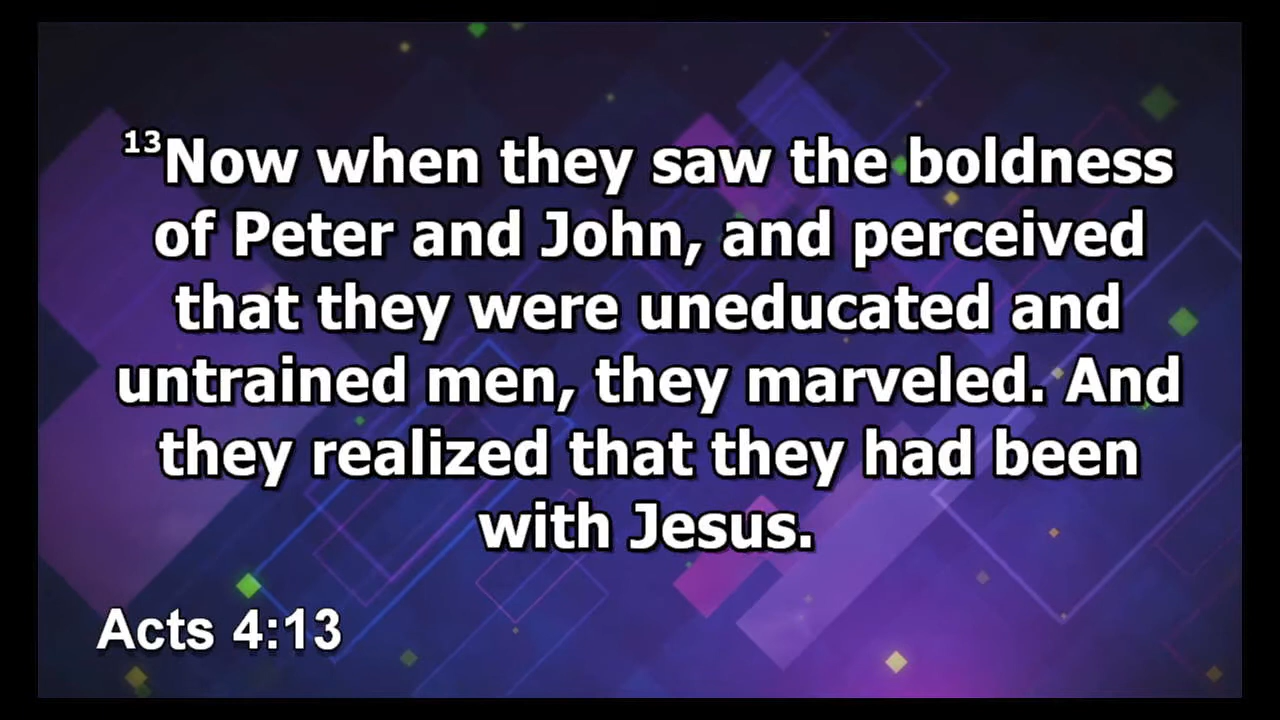 13Now when they saw the boldness
of Peter and John, and perceived
that they were uneducated and
untrained men, they marveled. And
they realized that they had been
with Jesus.
Acts 4:13